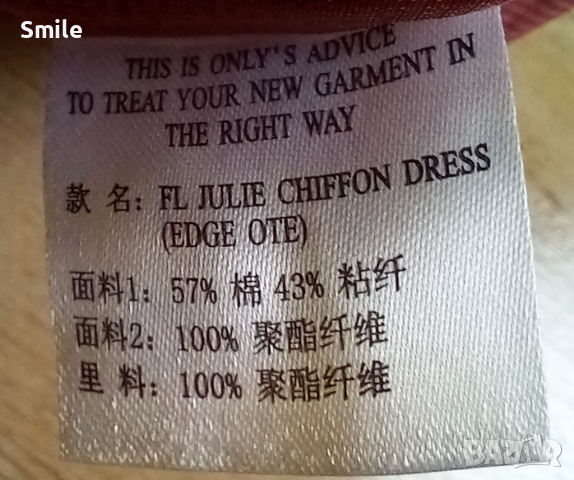 Smile
THIS IS ONLY'S ADVICE
TO TREAT YOUR NEW GARMENT IN
THE RIGHT WAY
款 名: FL JULIE CHIFFON DRESS
(EDGE OTE)
面料1: 57% 棉 43% 粘纤
面料2: 100% 聚酯纤维
里 料: 100% 聚酯纤维
BAZAR